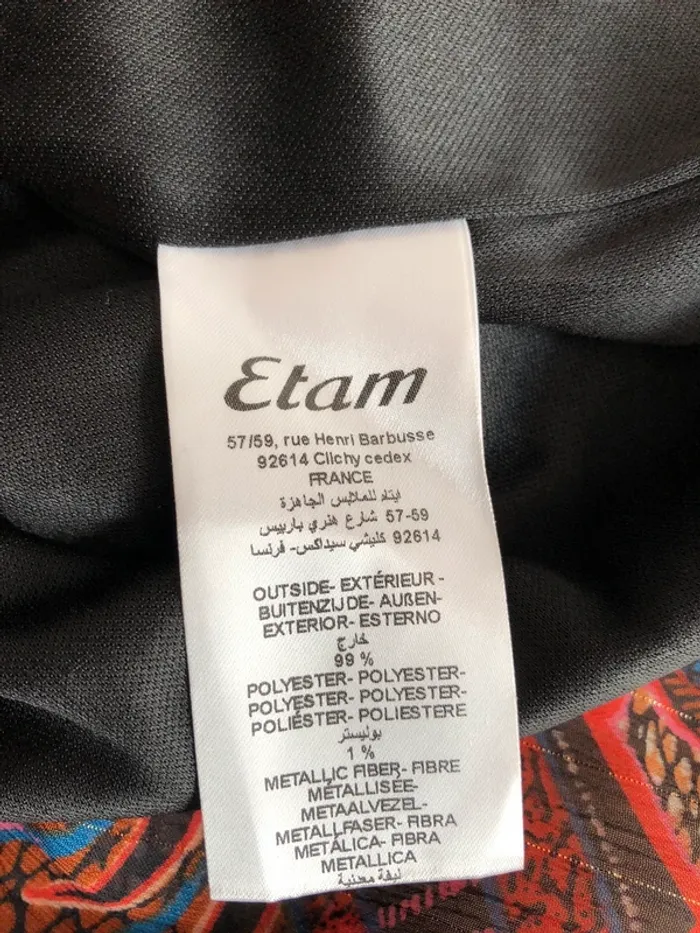 Etam
57/59, rue Henri Barbusse
92614 Clichy cedex
FRANCE
ايتام للملابس الجاهزة
57-59 شارع هنري باربيس
92614 كليشي سيداكس- فرنسا
OUTSIDE- EXTÉRIEUR -
BUITENZIJDE- AUßEN-
EXTERIOR- ESTERNO
خارج
99 %
POLYESTER- POLYESTER-
POLYESTER- POLYESTER-
POLIÉSTER- POLIESTERE
بوليستر
1 %
METALLIC FIBER- FIBRE
MÉTALLISÉE-
METAALVEZEL-
METALLFASER- FIBRA
METÁLICA- FIBRA
METALLICA
ليفة معدنية